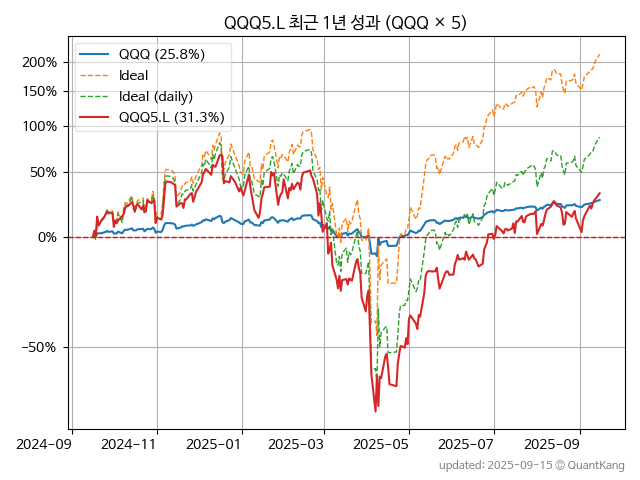 QQQ5.L 최근 1년 성과 (QQQ × 5)
QQQ (25.8%)
Ideal
Ideal (daily)
QQQ5.L (31.3%)
200%
150%
100%
50%
0%
−50%
2024-09
2024-11
2025-01
2025-03
2025-05
2025-07
2025-09
updated: 2025-09-15 ⓒ QuantKang